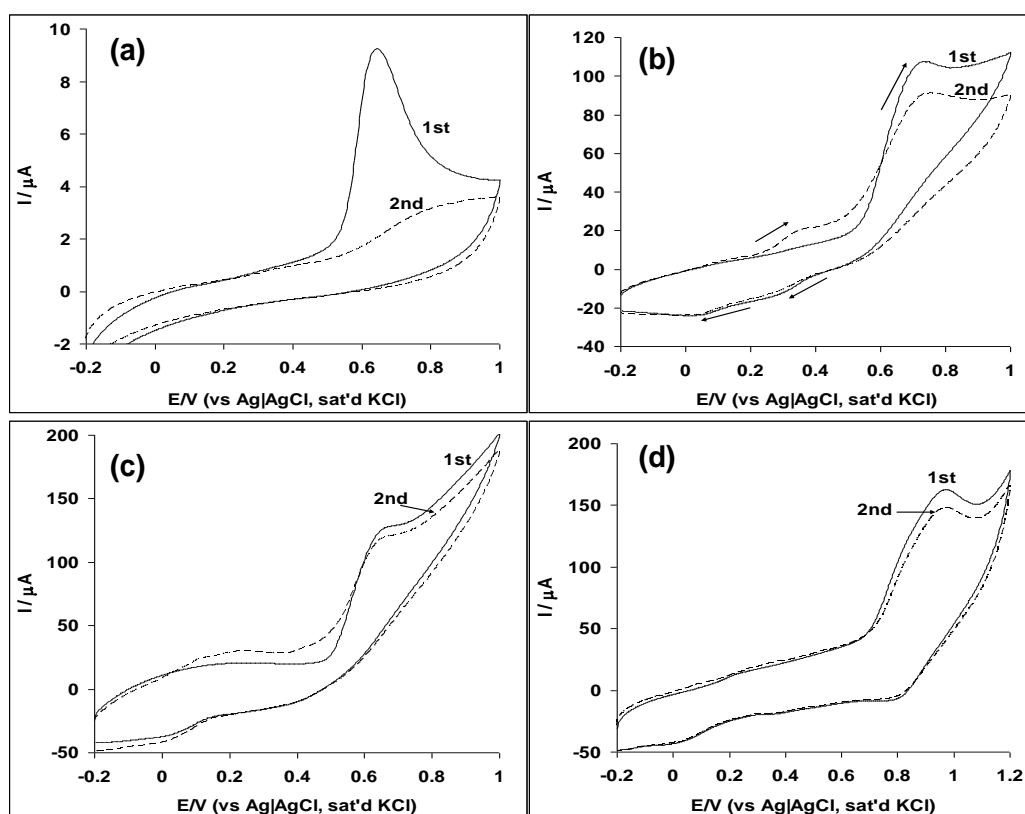 (a)
10
8
6
4
2
0
-2
I / μA
1st
2nd
-0.2 0 0.2 0.4 0.6 0.8 1
E/V (vs Ag|AgCl, sat'd KCl)
(b)
120
100
80
60
40
20
0
-20
-40
I / μA
1st
2nd
-0.2 0 0.2 0.4 0.6 0.8 1
E/V (vs Ag|AgCl, sat'd KCl)
(c)
200
150
100
50
0
-50
I / μA
1st
2nd
-0.2 0 0.2 0.4 0.6 0.8 1
E/V (vs Ag|AgCl, sat'd KCl)
(d)
200
150
100
50
0
-50
I / μA
1st
2nd
-0.2 0 0.2 0.4 0.6 0.8 1 1.2
E/V (vs Ag|AgCl, sat'd KCl)